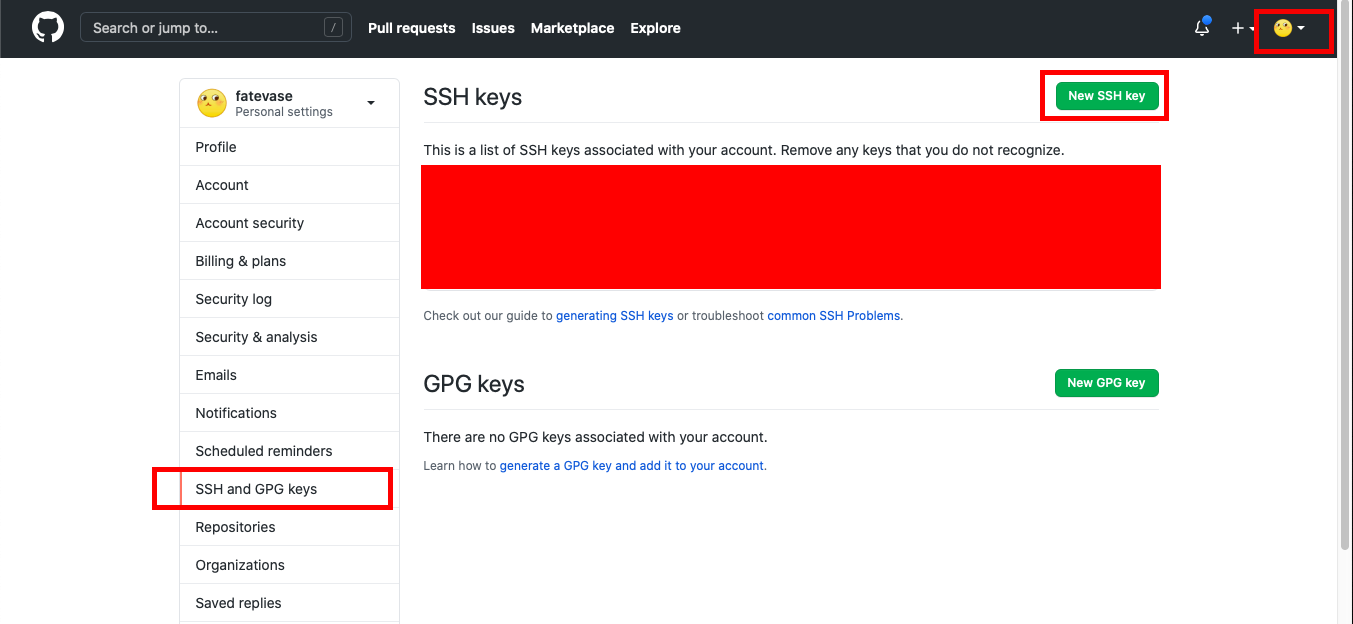 Search or jump to... /
Pull requests Issues Marketplace Explore
fatevase
Personal settings
Profile
Account
Account security
Billing & plans
Security log
Security & analysis
Emails
Notifications
Scheduled reminders
SSH and GPG keys
Repositories
Organizations
Saved replies
SSH keys
New SSH key
This is a list of SSH keys associated with your account. Remove any keys that you do not recognize.
Check out our guide to generating SSH keys or troubleshoot common SSH Problems.
GPG keys
New GPG key
There are no GPG keys associated with your account.
Learn how to generate a GPG key and add it to your account.